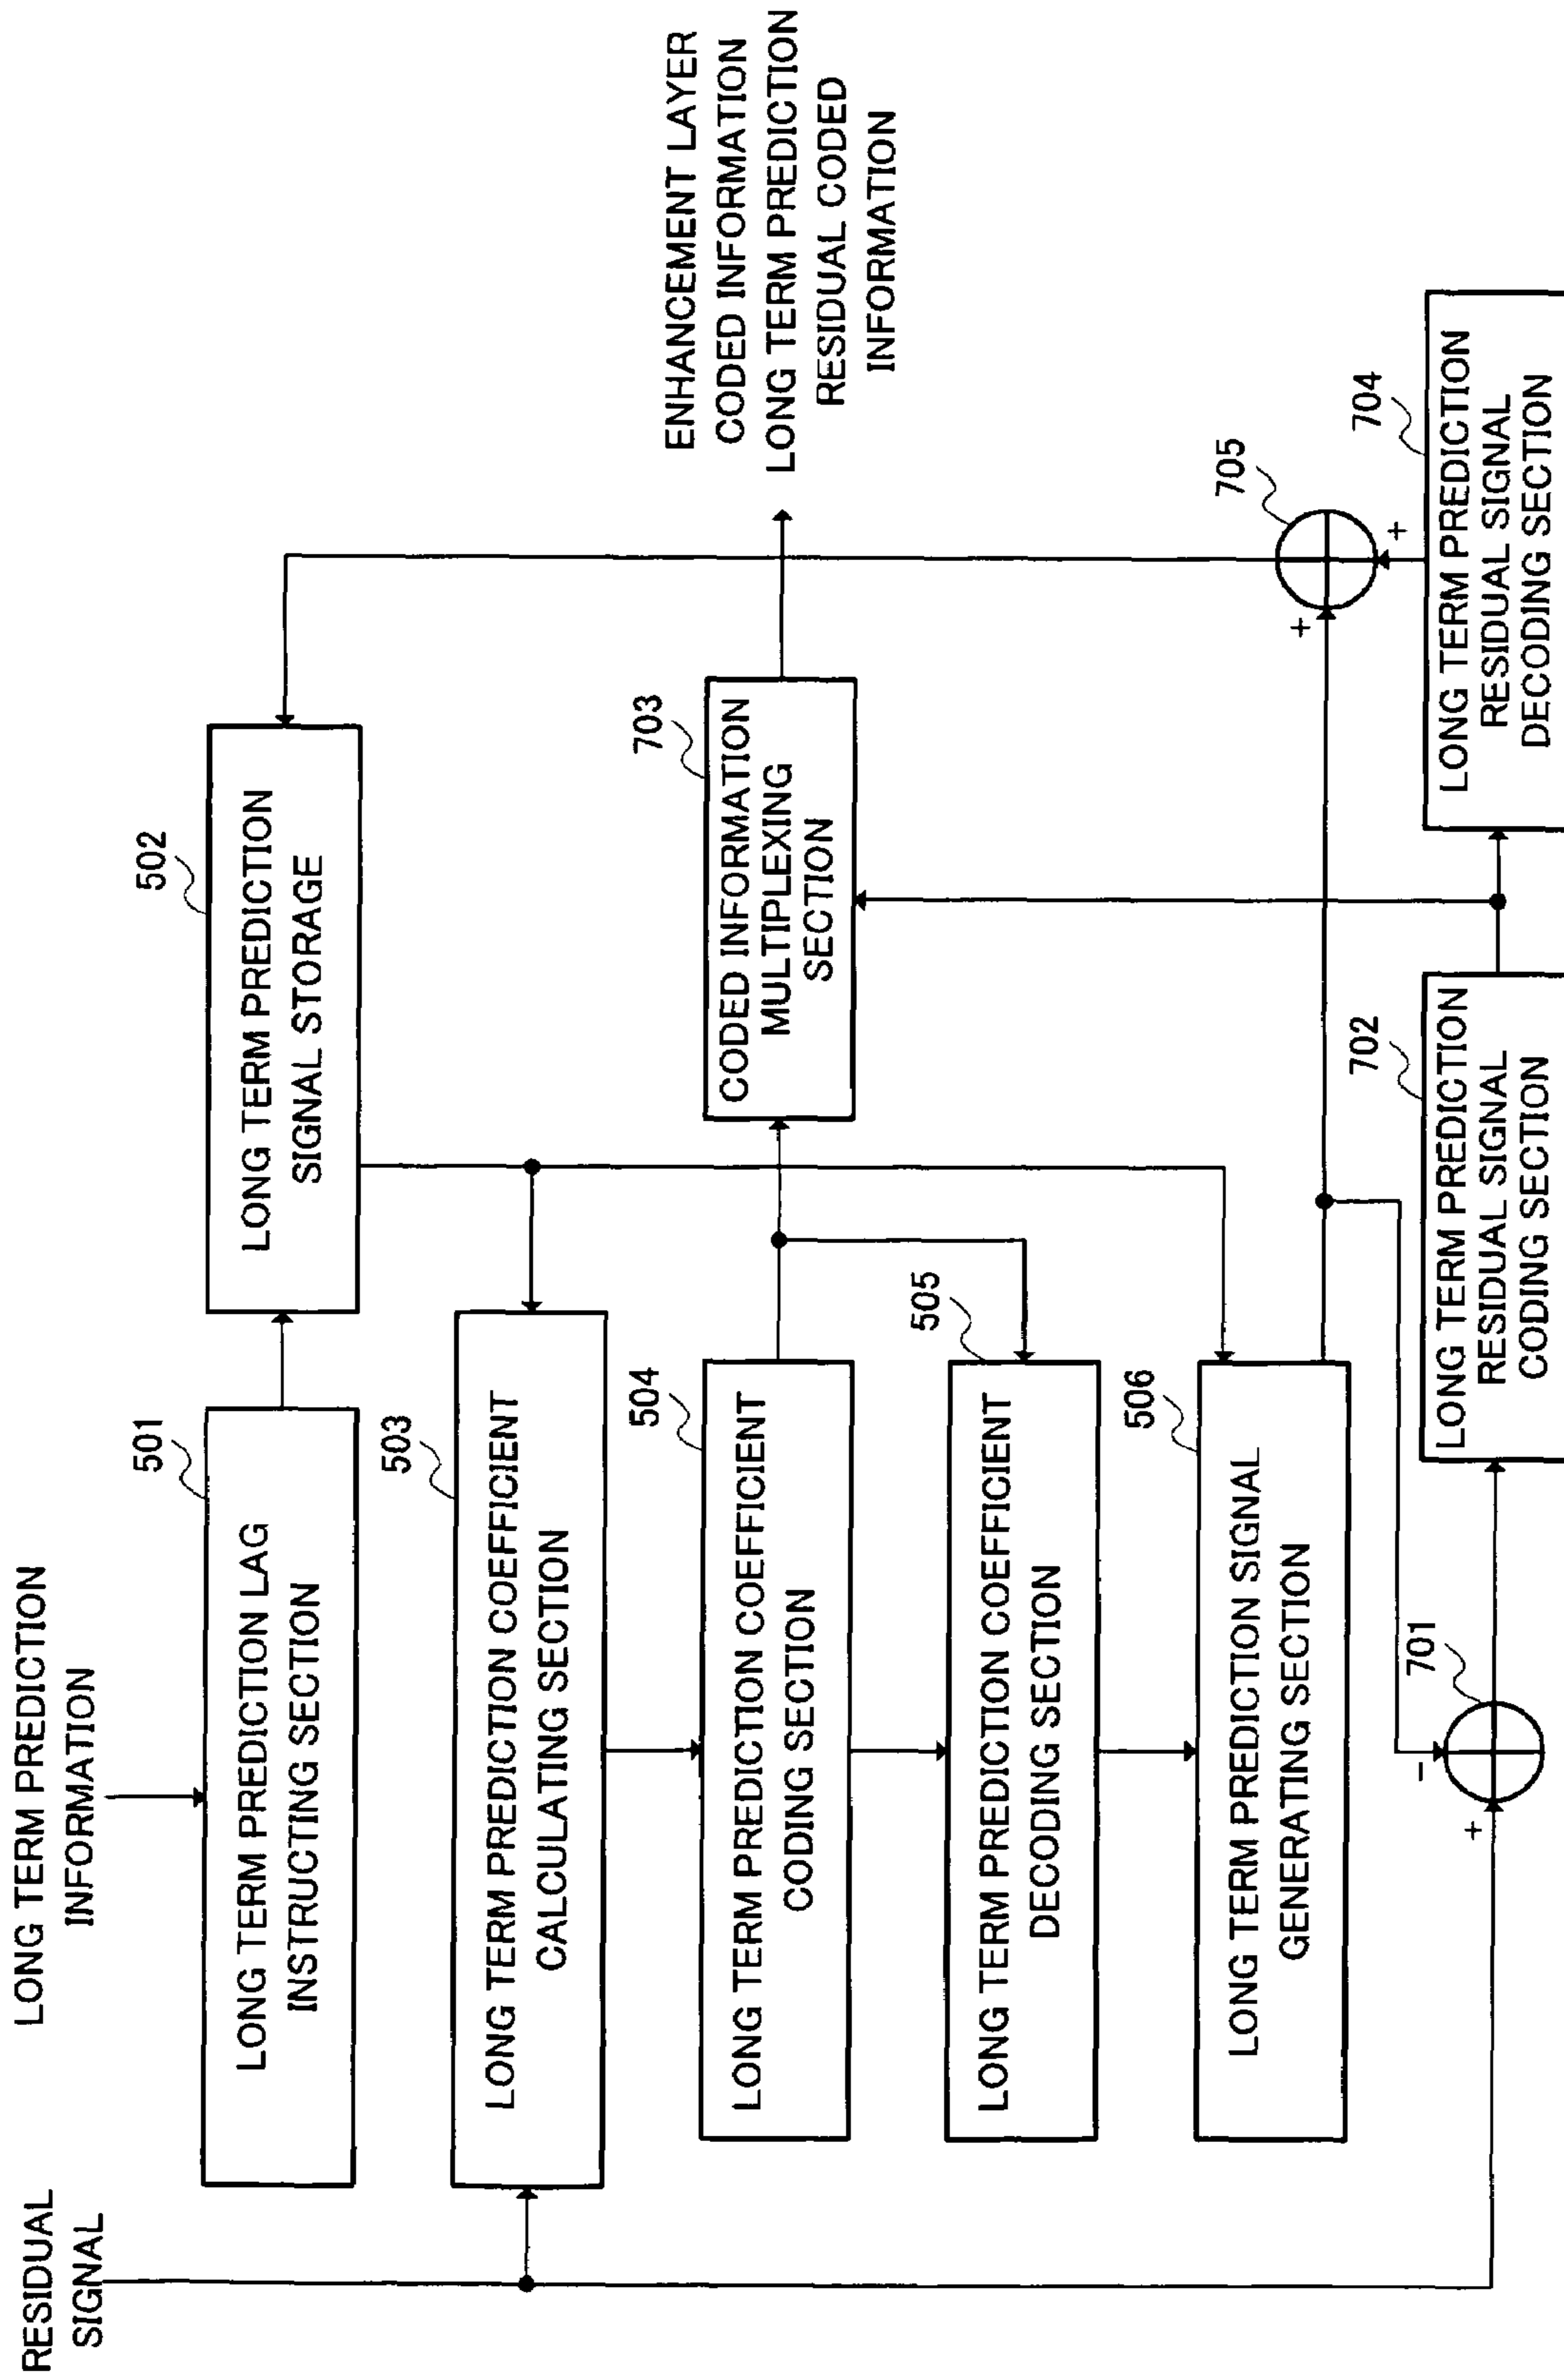 RESIDUAL
SIGNAL
LONG TERM PREDICTION
INFORMATION
501
LONG TERM PREDICTION LAG
INSTRUCTING SECTION
502
LONG TERM PREDICTION
SIGNAL STORAGE
503
LONG TERM PREDICTION COEFFICIENT
CALCULATING SECTION
504
LONG TERM PREDICTION COEFFICIENT
CODING SECTION
703
CODED INFORMATION
MULTIPLEXING
SECTION
ENHANCEMENT LAYER
CODED INFORMATION
LONG TERM PREDICTION
RESIDUAL CODED
INFORMATION
505
LONG TERM PREDICTION COEFFICIENT
DECODING SECTION
506
LONG TERM PREDICTION SIGNAL
GENERATING SECTION
705
+
+
701
+
-
702
LONG TERM PREDICTION
RESIDUAL SIGNAL
CODING SECTION
704
LONG TERM PREDICTION
RESIDUAL SIGNAL
DECODING SECTION